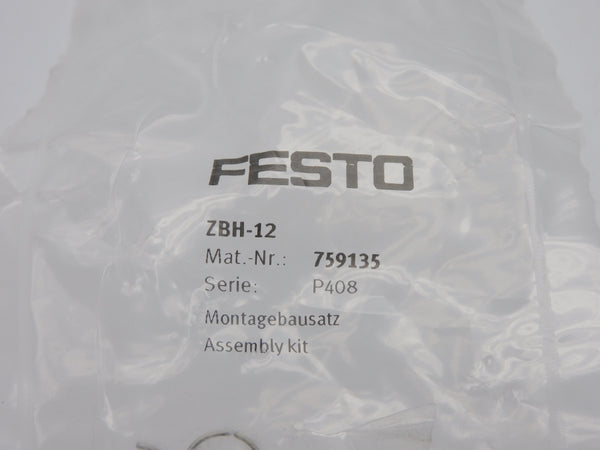 FESTO
ZBH-12
Mat.-Nr.: 759135
Serie: P408
Montagebausatz
Assembly kit